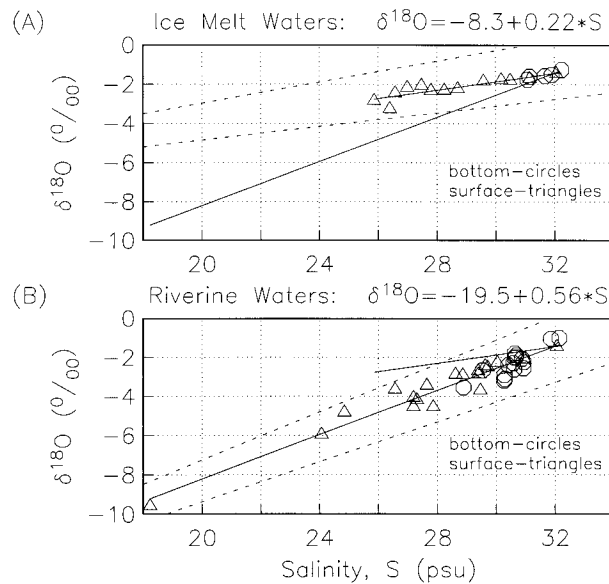 (A) Ice Melt Waters: δ¹⁸O=−8.3+0.22*S
0
−2
−4
−6
−8
−10
δ¹⁸O (⁰/₀₀)
bottom−circles
surface−triangles
20 24 28 32
(B) Riverine Waters: δ¹⁸O=−19.5+0.56*S
0
−2
−4
−6
−8
−10
δ¹⁸O (⁰/₀₀)
bottom−circles
surface−triangles
20 24 28 32
Salinity, S (psu)